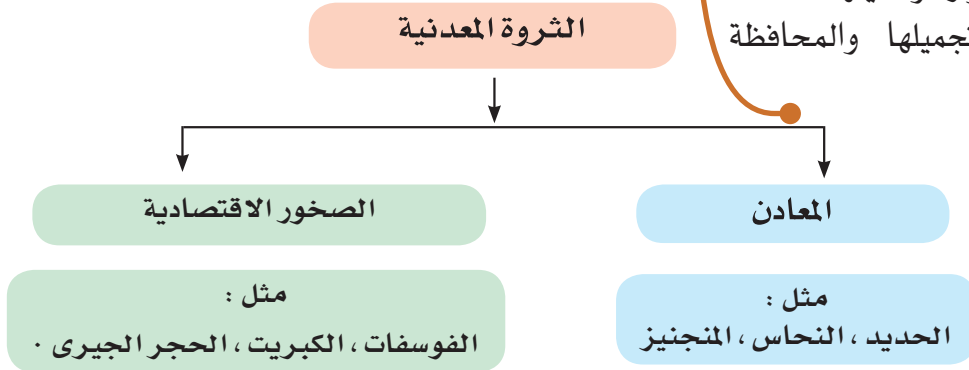 تجميلها والمحافظة
الثروة المعدنية
المعادن
الصخور الاقتصادية
مثل :
الحديد ، النحاس ، المنجنيز
مثل :
الفوسفات ، الكبريت ، الحجر الجيرى .